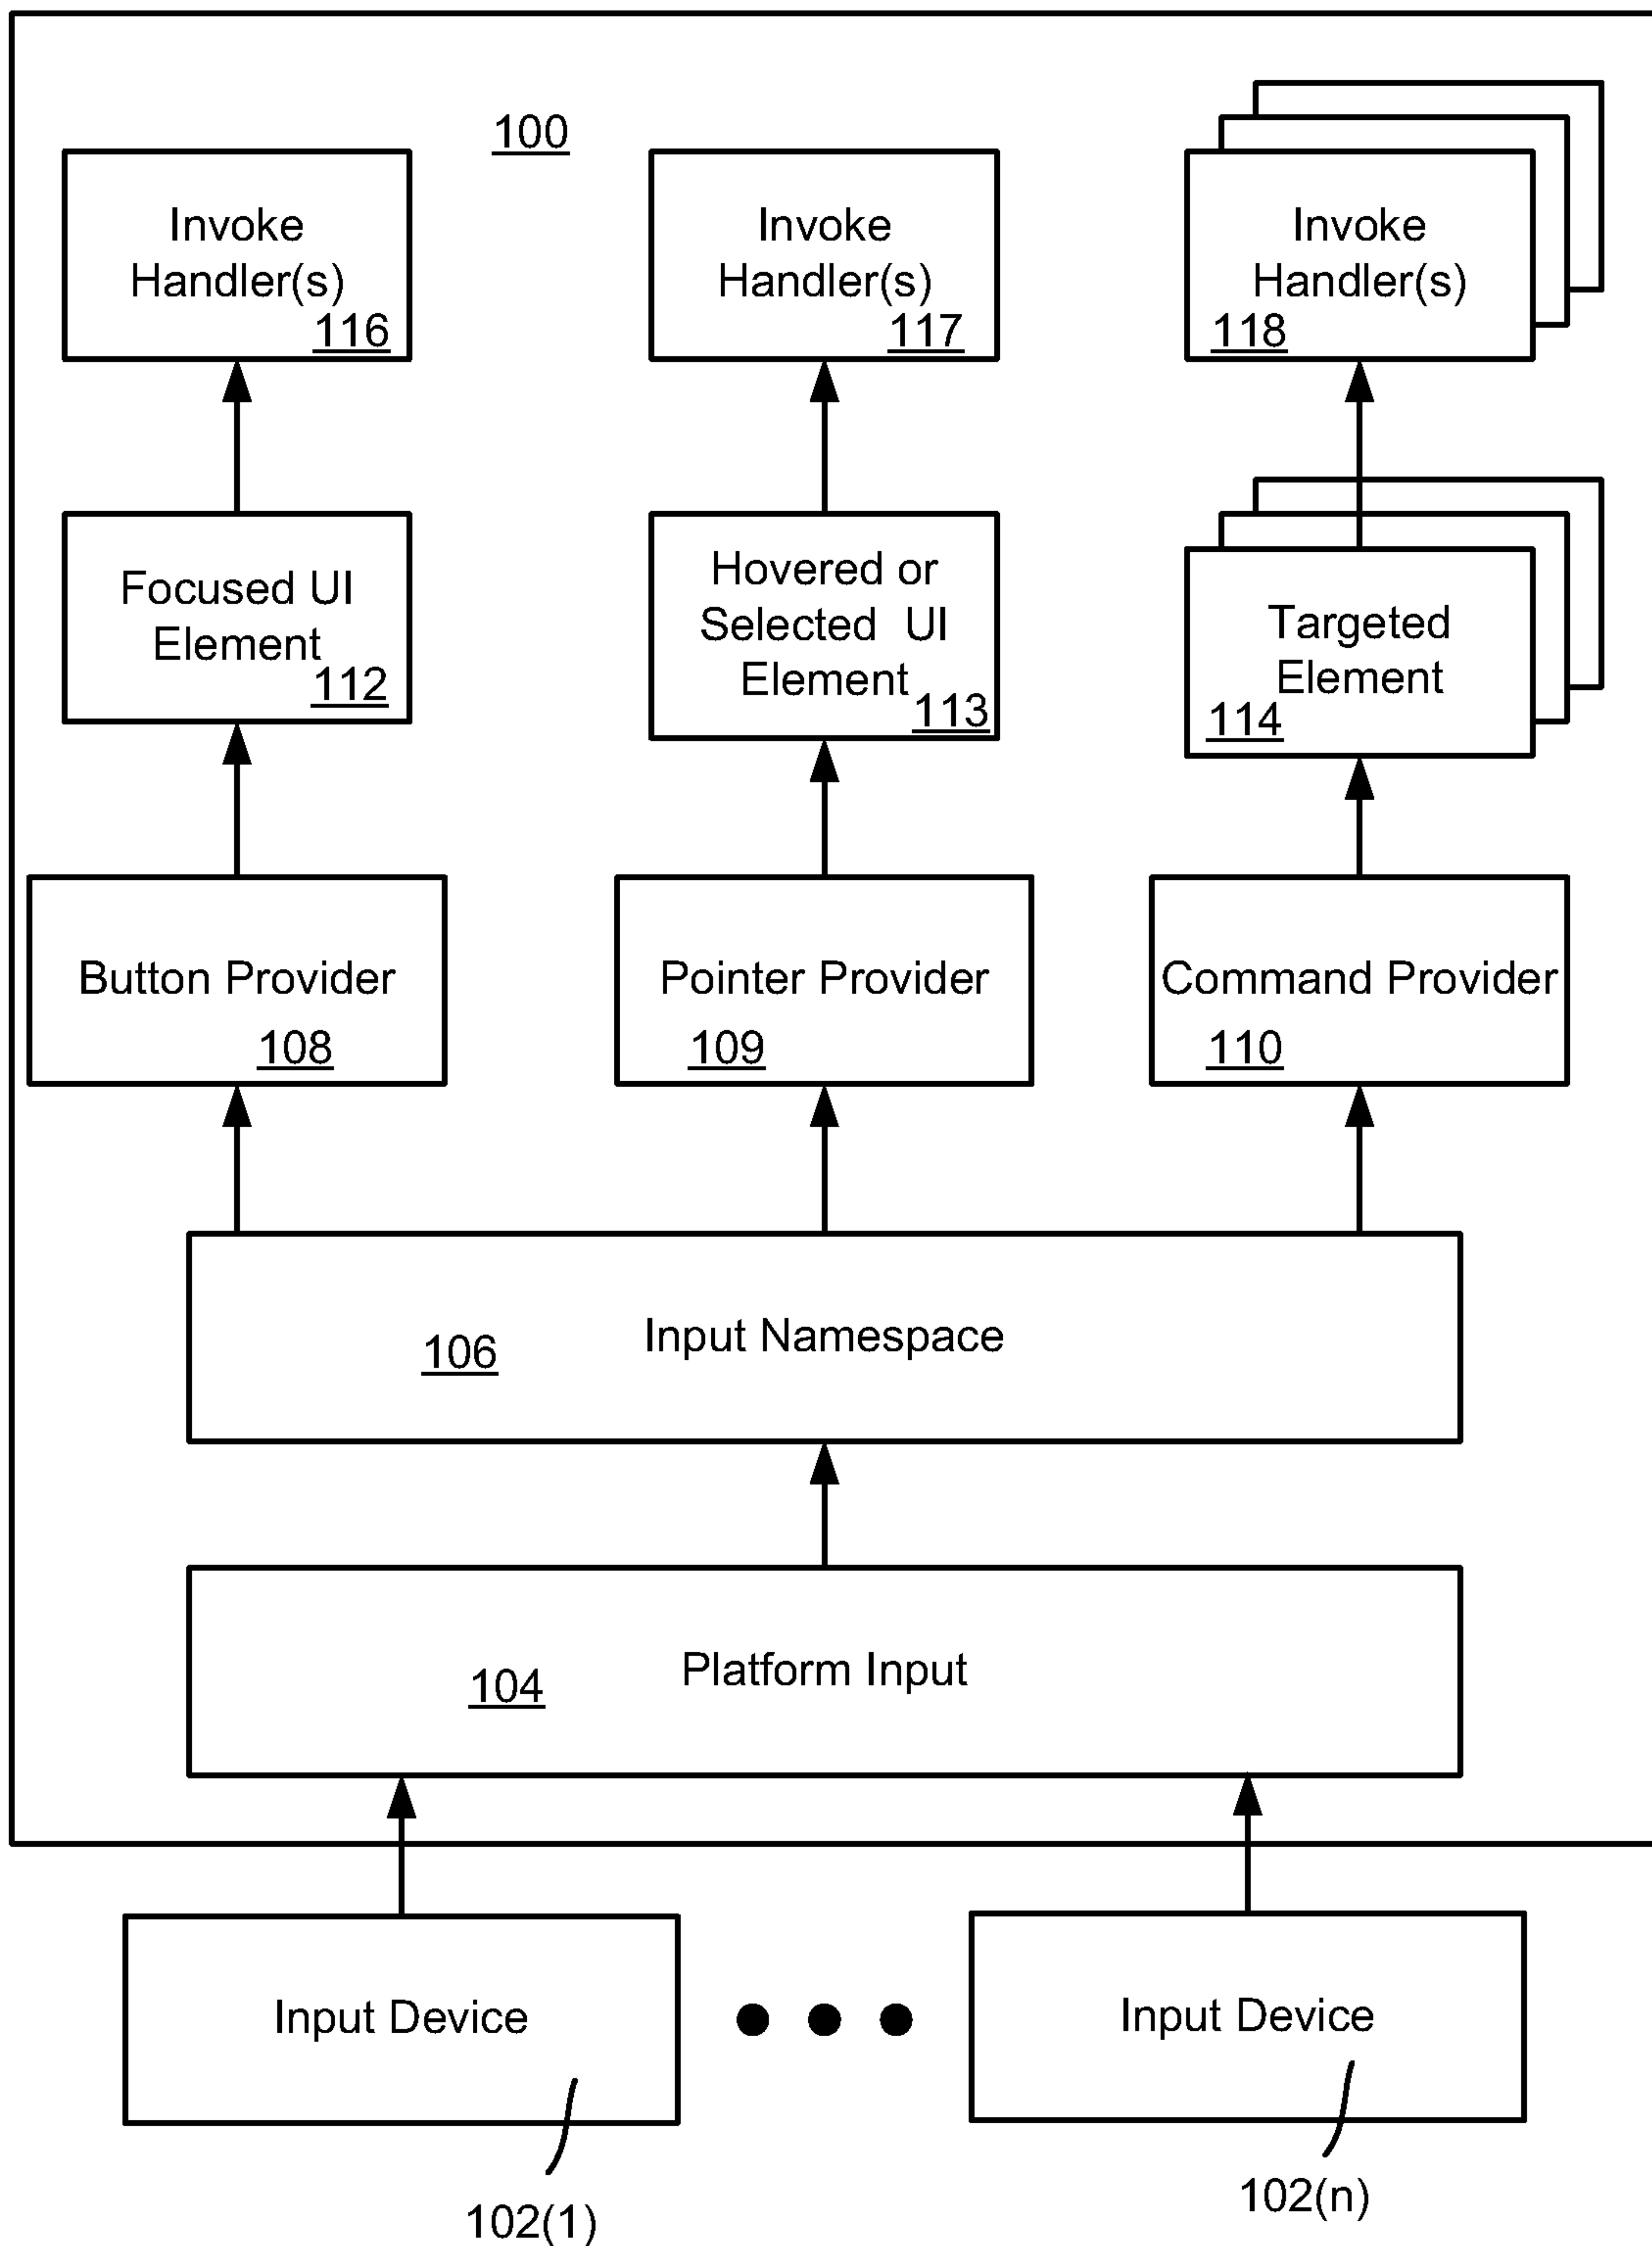 100
Invoke
Handler(s)
116
Invoke
Handler(s)
117
Invoke
Handler(s)
118
Focused UI
Element
112
Hovered or
Selected UI
Element
113
Targeted
Element
114
Button Provider
108
Pointer Provider
109
Command Provider
110
Input Namespace
106
Platform Input
104
Input Device
102(1)
Input Device
102(n)